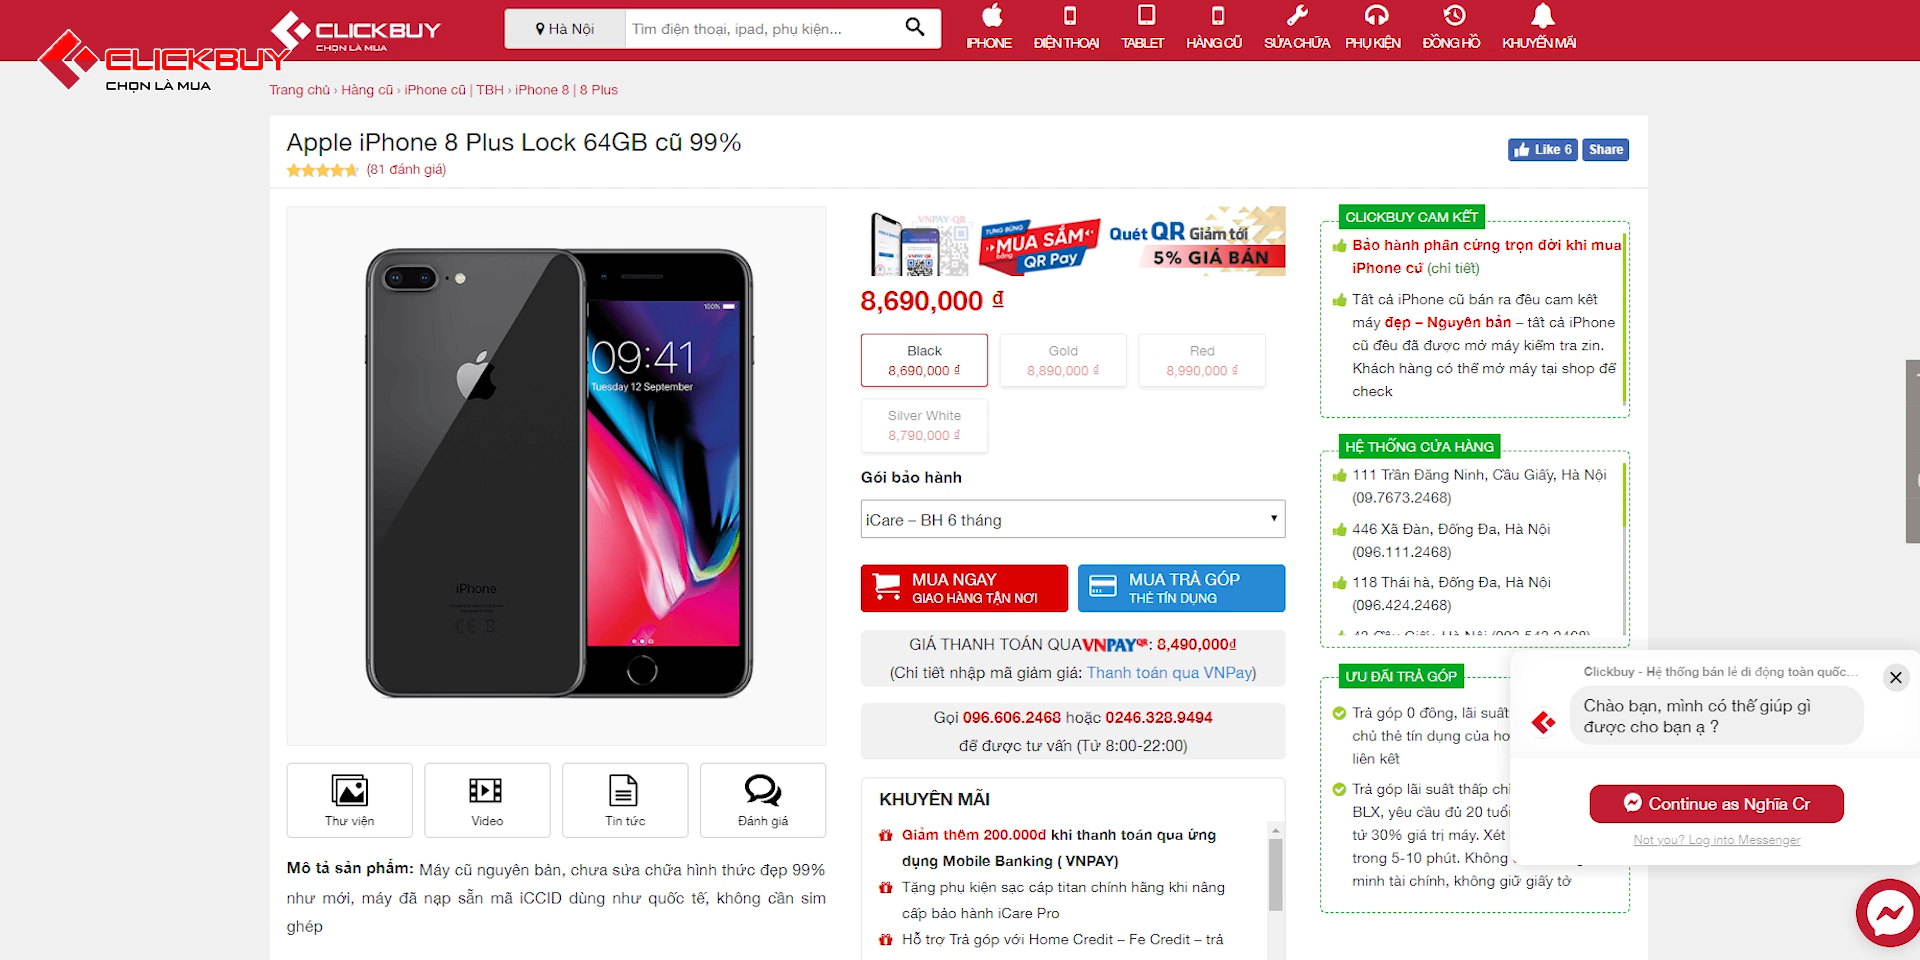 CLICKBUY
CHỌN LÀ MUA
CLICKBUY
CHỌN LÀ MUA
Hà Nội
Tìm điện thoại, ipad, phụ kiện...
IPHONE
ĐIỆN THOẠI
TABLET
HÀNG CŨ
SỬA CHỮA
PHỤ KIỆN
ĐỒNG HỒ
KHUYẾN MÃI
Trang chủ › Hàng cũ › iPhone cũ | TBH › iPhone 8 | 8 Plus
Apple iPhone 8 Plus Lock 64GB cũ 99%
(81 đánh giá)
Like 6
Share
100%
09:41
Tuesday 12 September
iPhone
Thư viện
Video
Tin tức
Đánh giá
Mô tả sản phẩm: Máy cũ nguyên bản, chưa sửa chữa hình thức đẹp 99%
như mới, máy đã nạp sẵn mã iCCID dùng như quốc tế, không cần sim
ghép
VNPAY-QR
TƯNG BỪNG
MUA SẮM
bằng
QR Pay
Quét QR Giảm tới
5% GIÁ BÁN
8,690,000 ₫
Black
8,690,000 ₫
Gold
8,890,000 ₫
Red
8,990,000 ₫
Silver White
8,790,000 ₫
Gói bảo hành
iCare – BH 6 tháng
MUA NGAY
GIAO HÀNG TẬN NƠI
MUA TRẢ GÓP
THẺ TÍN DỤNG
GIÁ THANH TOÁN QUA VNPAY QR: 8,490,000₫
(Chi tiết nhập mã giảm giá: Thanh toán qua VNPay)
Gọi 096.606.2468 hoặc 0246.328.9494
để được tư vấn (Từ 8:00-22:00)
KHUYẾN MÃI
Giảm thêm 200.000đ khi thanh toán qua ứng
dụng Mobile Banking ( VNPAY)
Tặng phụ kiện sạc cáp titan chính hãng khi nâng
cấp bảo hành iCare Pro
Hỗ trợ Trả góp với Home Credit – Fe Credit – trả
CLICKBUY CAM KẾT
Bảo hành phần cứng trọn đời khi mua
iPhone cũ (chi tiết)
Tất cả iPhone cũ bán ra đều cam kết
máy đẹp – Nguyên bản – tất cả iPhone
cũ đều đã được mở máy kiểm tra zin.
Khách hàng có thể mở máy tại shop để
check
HỆ THỐNG CỬA HÀNG
111 Trần Đăng Ninh, Cầu Giấy, Hà Nội
(09.7673.2468)
446 Xã Đàn, Đống Đa, Hà Nội
(096.111.2468)
118 Thái hà, Đống Đa, Hà Nội
(096.424.2468)
43 Cầu Giấy, Hà Nội (092.543.2468)
ƯU ĐÃI TRẢ GÓP
Trả góp 0 đồng, lãi suất
chủ thẻ tín dụng của
liên kết
Trả góp lãi suất thấp
BLX, yêu cầu đủ 20 tuổi
từ 30% giá trị máy. Xét
trong 5-10 phút. Không
minh tài chính, không giữ giấy tờ
Clickbuy - Hệ thống bán lẻ di động toàn quốc...
Chào bạn, mình có thể giúp gì
được cho bạn ạ ?
Continue as Nghĩa Cr
Not you? Log into Messenger